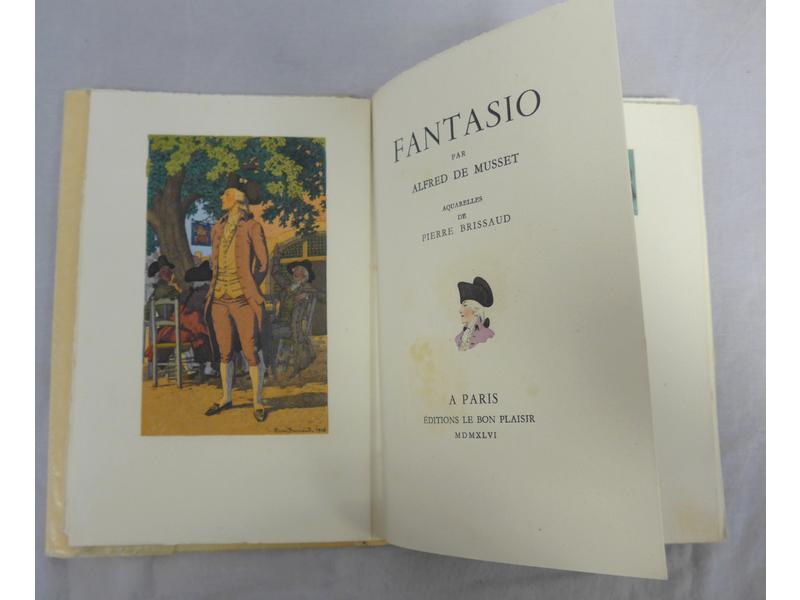 FANTASIO
PAR
ALFRED DE MUSSET
AQUARELLES
DE
PIERRE BRISSAUD
A PARIS
ÉDITIONS LE BON PLAISIR
MDMXLVI